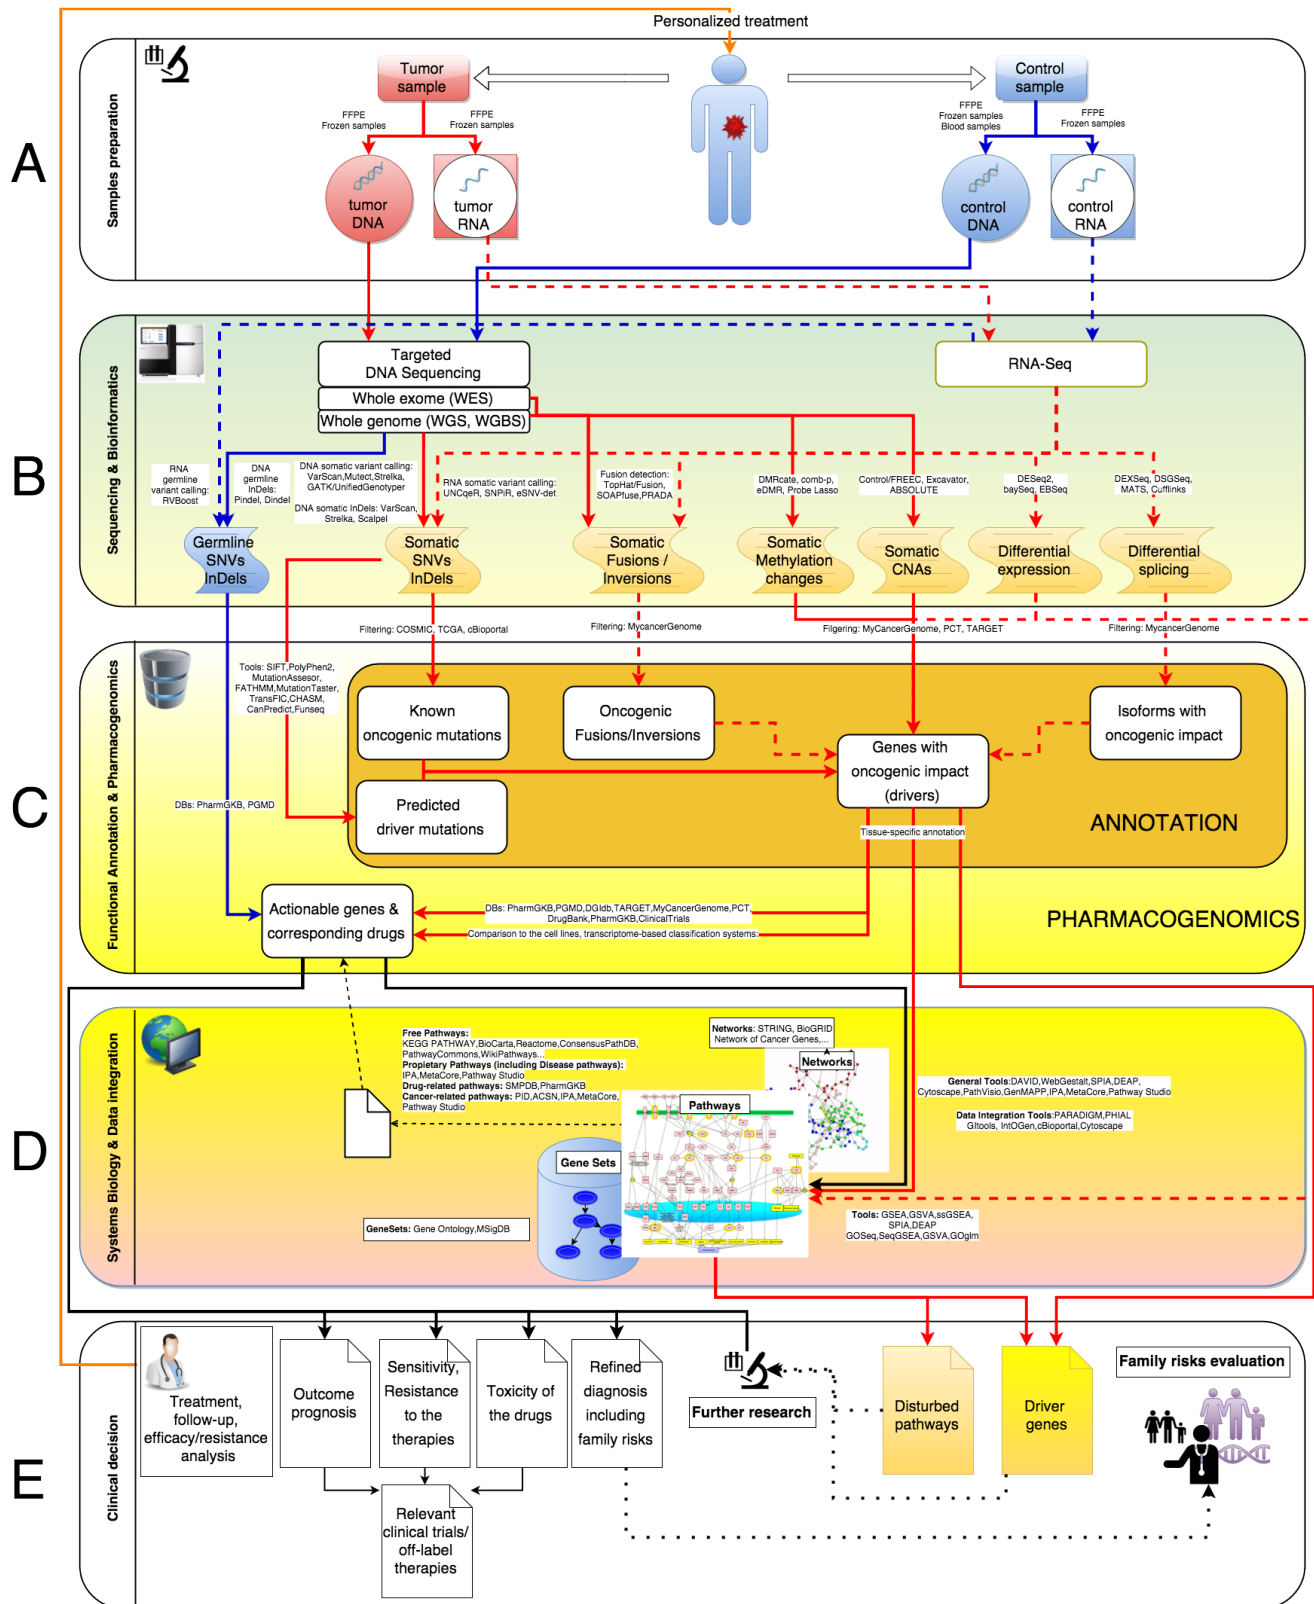 Personalized treatment
A
Samples preparation
Tumor
sample
Control
sample
FFPE
Frozen samples
FFPE
Frozen samples
FFPE
Frozen samples
Blood samples
FFPE
Frozen samples
tumor
DNA
tumor
RNA
control
DNA
control
RNA
B
Sequencing & Bioinformatics
Targeted
DNA Sequencing
Whole exome (WES)
Whole genome (WGS, WGBS)
RNA-Seq
RNA
germline
variant calling:
RVBoost
DNA
germline
InDels:
Pindel, Dindel
DNA somatic variant calling:
VarScan,Mutect,Strelka,
GATK/UnifiedGenotyper
DNA somatic InDels: VarScan,
Strelka, Scalpel
RNA somatic variant calling:
UNCqeR, SNPiR, eSNV-det
Fusion detection:
TopHat/Fusion,
SOAPfuse,PRADA
DMRcate, comb-p,
eDMR, Probe Lasso
Control/FREEC, Excavator,
ABSOLUTE
DESeq2,
baySeq, EBSeq
DEXSeq, DSGSeq,
MATS, Cufflinks
Germline
SNVs
InDels
Somatic
SNVs
InDels
Somatic
Fusions /
Inversions
Somatic
Methylation
changes
Somatic
CNAs
Differential
expression
Differential
splicing
Filtering: COSMIC, TCGA, cBioportal
Filtering: MycancerGenome
Filgering: MyCancerGenome, PCT, TARGET
Filtering: MycancerGenome
C
Functional Annotation & Pharmacogenomics
Tools: SIFT,PolyPhen2,
MutationAssesor,
FATHMM,MutationTaster,
TransFIC,CHASM,
CanPredict,Funseq
Known
oncogenic mutations
Oncogenic
Fusions/Inversions
Genes with
oncogenic impact
(drivers)
Isoforms with
oncogenic impact
Predicted
driver mutations
DBs: PharmGKB, PGMD
Tissue-specific annotation
ANNOTATION
Actionable genes &
corresponding drugs
DBs: PharmGKB,PGMD,DGIdb,TARGET,MyCancerGenome,PCT,
DrugBank,PharmGKB,ClinicalTrials
Comparison to the cell lines, transcriptome-based classification systems:
PHARMACOGENOMICS
D
Systems Biology & Data integration
Free Pathways:
KEGG PATHWAY,BioCarta,Reactome,ConsensusPathDB,
PathwayCommons,WikiPathways...
Propietary Pathways (including Disease pathways):
IPA,MetaCore,Pathway Studio
Drug-related pathways: SMPDB,PharmGKB
Cancer-related pathways: PID,ACSN,IPA,MetaCore,
Pathway Studio
Networks: STRING, BioGRID
Network of Cancer Genes,...
Networks
Pathways
Gene Sets
GeneSets: Gene Ontology,MSigDB
General Tools:DAVID,WebGestalt,SPIA,DEAP,
Cytoscape,PathVisio,GenMAPP,IPA,MetaCore,Pathway Studio
Data Integration Tools:PARADIGM,PHIAL
GItools, IntOGen,cBioportal,Cytoscape
Tools: GSEA,GSVA,ssGSEA,
SPIA,DEAP
GOSeq,SeqGSEA,GSVA,GOglm
E
Clinical decision
Treatment,
follow-up,
efficacy/resistance
analysis
Outcome
prognosis
Sensitivity,
Resistance
to the
therapies
Toxicity of
the drugs
Refined
diagnosis
including
family risks
Further research
Disturbed
pathways
Driver
genes
Family risks evaluation
Relevant
clinical trials/
off-label
therapies